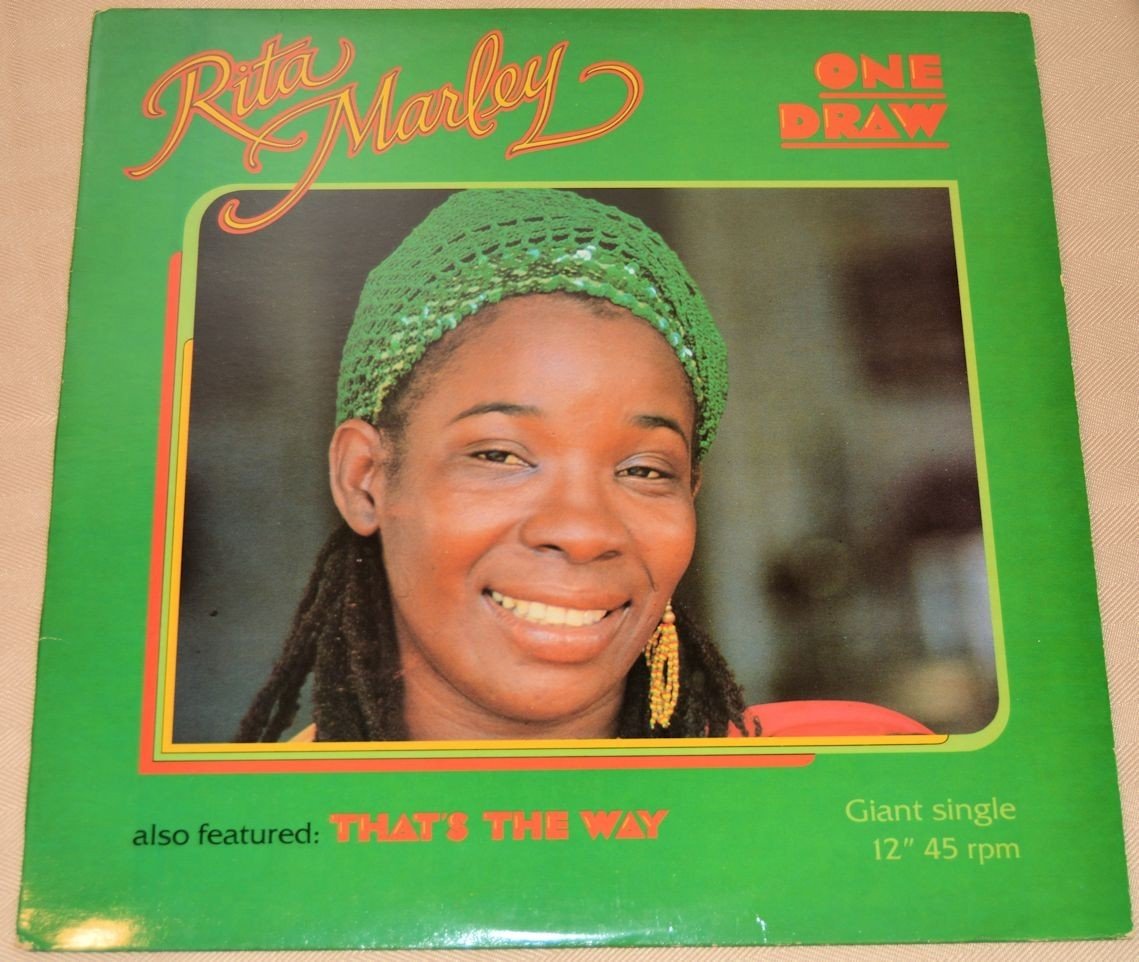 Rita Marley
ONE
DRAW
also featured: THAT'S THE WAY
Giant single
12" 45 rpm